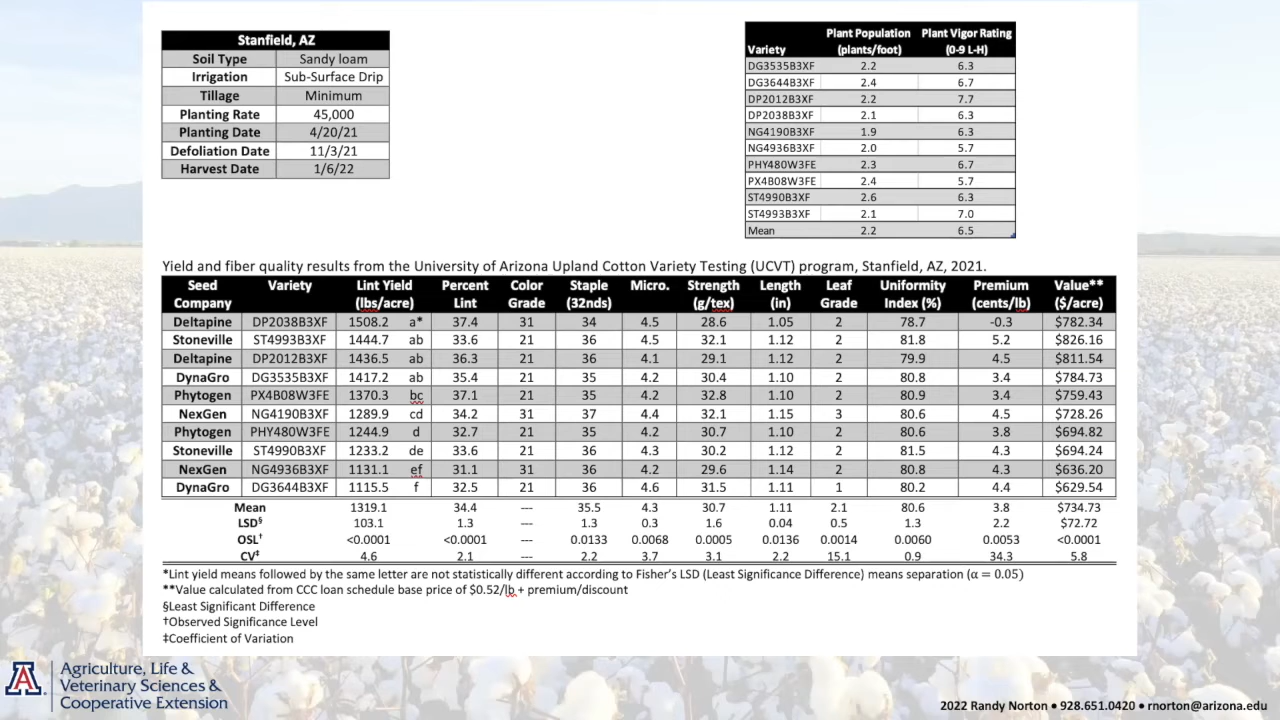 Stanfield, AZ
Soil Type Sandy loam
Irrigation Sub-Surface Drip
Tillage Minimum
Planting Rate 45,000
Planting Date 4/20/21
Defoliation Date 11/3/21
Harvest Date 1/6/22
Variety Plant Population (plants/foot) Plant Vigor Rating (0-9 L-H)
DG3535B3XF 2.2 6.3
DG3644B3XF 2.4 6.7
DP2012B3XF 2.2 7.7
DP2038B3XF 2.1 6.3
NG4190B3XF 1.9 6.3
NG4936B3XF 2.0 5.7
PHY480W3FE 2.3 6.7
PX4B08W3FE 2.4 5.7
ST4990B3XF 2.6 6.3
ST4993B3XF 2.1 7.0
Mean 2.2 6.5
Yield and fiber quality results from the University of Arizona Upland Cotton Variety Testing (UCVT) program, Stanfield, AZ, 2021.
Seed Variety Lint Yield Percent Color Staple Micro. Strength Length Leaf Uniformity Premium Value**
Company (lbs/acre) Lint Grade (32nds) (g/tex) (in) Grade Index (%) (cents/lb) ($/acre)
Deltapine DP2038B3XF 1508.2 a* 37.4 31 34 4.5 28.6 1.05 2 78.7 -0.3 $782.34
Stoneville ST4993B3XF 1444.7 ab 33.6 21 36 4.5 32.1 1.12 2 81.8 5.2 $826.16
Deltapine DP2012B3XF 1436.5 ab 36.3 21 36 4.1 29.1 1.12 2 79.9 4.5 $811.54
DynaGro DG3535B3XF 1417.2 ab 35.4 21 35 4.2 30.4 1.10 2 80.8 3.4 $784.73
Phytogen PX4B08W3FE 1370.3 bc 37.1 21 35 4.2 32.8 1.10 2 80.9 3.4 $759.43
NexGen NG4190B3XF 1289.9 cd 34.2 31 37 4.4 32.1 1.15 3 80.6 4.5 $728.26
Phytogen PHY480W3FE 1244.9 d 32.7 21 35 4.2 30.7 1.10 2 80.6 3.8 $694.82
Stoneville ST4990B3XF 1233.2 de 33.6 21 36 4.3 30.2 1.12 2 81.5 4.3 $694.24
NexGen NG4936B3XF 1131.1 ef 31.1 31 36 4.2 29.6 1.14 2 80.8 4.3 $636.20
DynaGro DG3644B3XF 1115.5 f 32.5 21 36 4.6 31.5 1.11 1 80.2 4.4 $629.54
Mean 1319.1 34.4 --- 35.5 4.3 30.7 1.11 2.1 80.6 3.8 $734.73
LSD§ 103.1 1.3 --- 1.3 0.3 1.6 0.04 0.5 1.3 2.2 $72.72
OSL† <0.0001 <0.0001 --- 0.0133 0.0068 0.0005 0.0136 0.0014 0.0060 0.0053 <0.0001
CV‡ 4.6 2.1 --- 2.2 3.7 3.1 2.2 15.1 0.9 34.3 5.8
*Lint yield means followed by the same letter are not statistically different according to Fisher's LSD (Least Significance Difference) means separation (α = 0.05)
**Value calculated from CCC loan schedule base price of $0.52/lb + premium/discount
§Least Significant Difference
†Observed Significance Level
‡Coefficient of Variation
A
Agriculture, Life &
Veterinary Sciences &
Cooperative Extension
2022 Randy Norton • 928.651.0420 • rnorton@arizona.edu